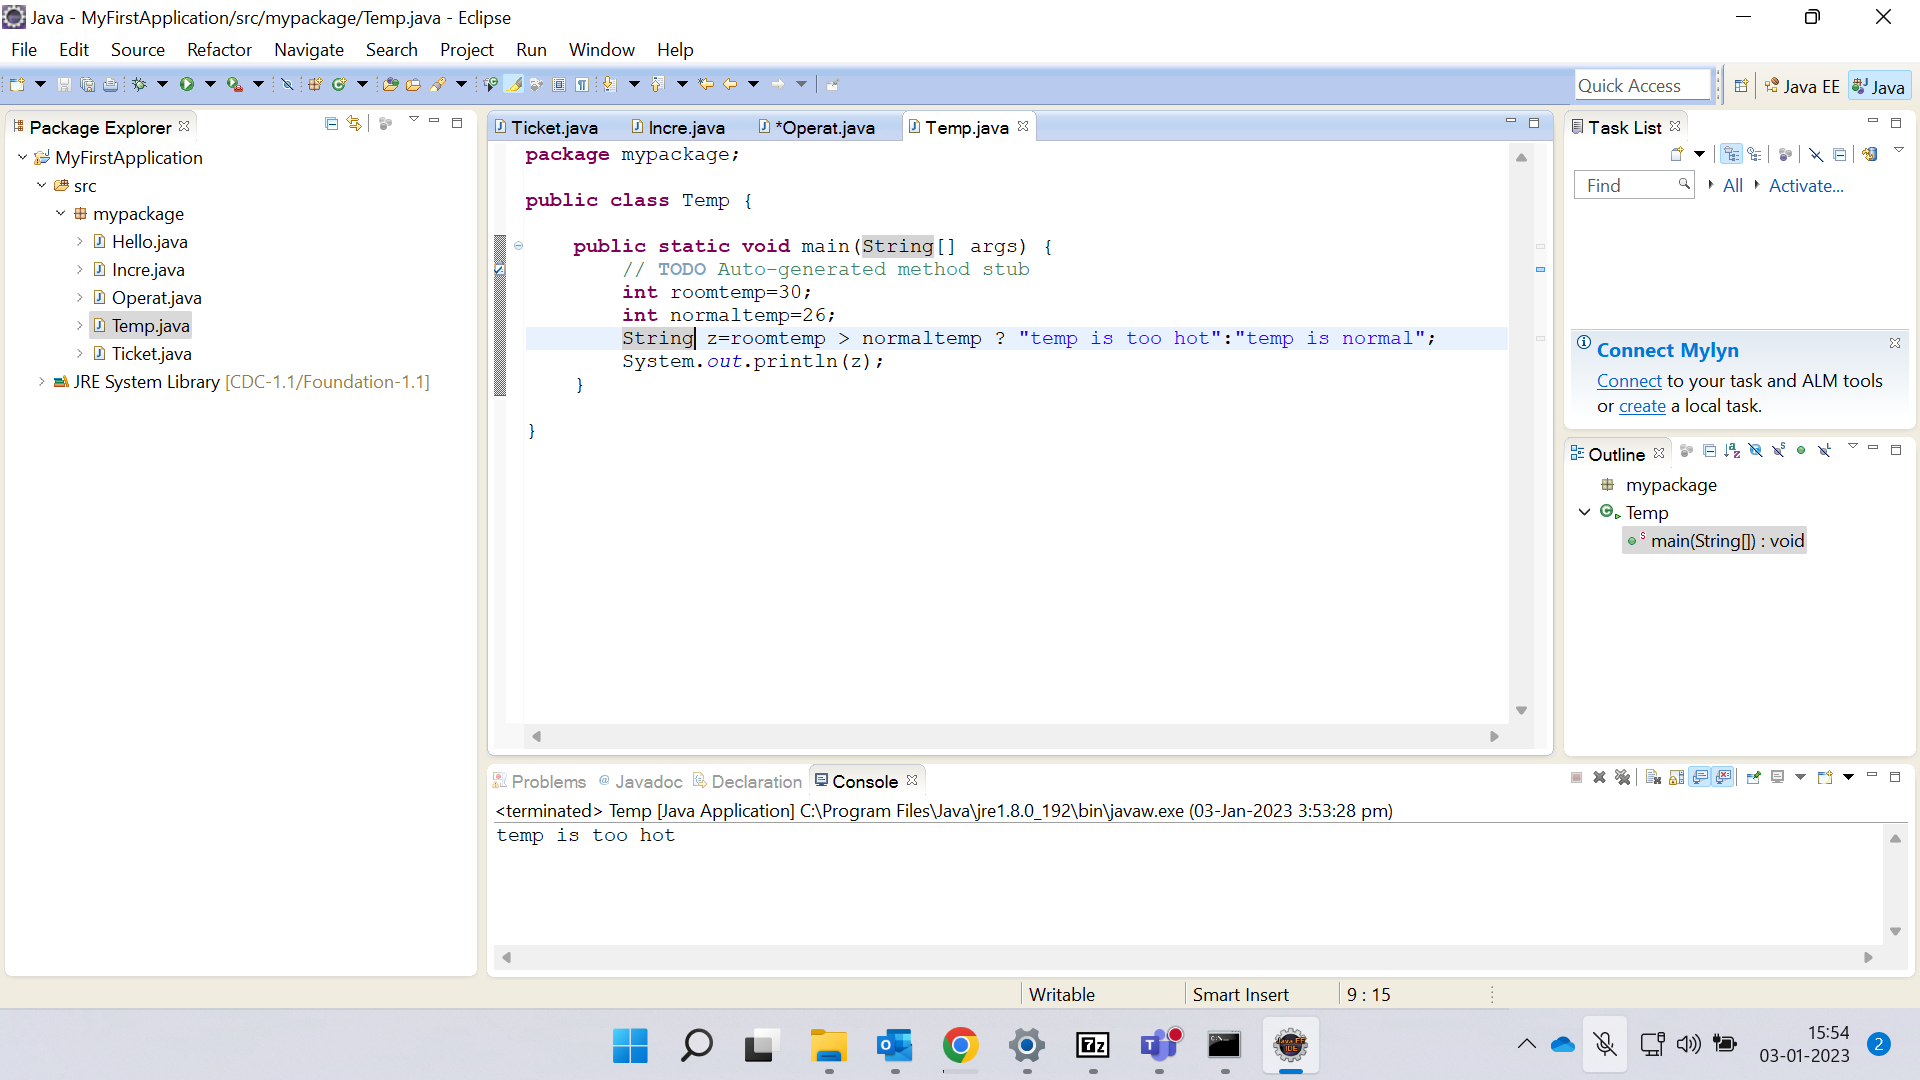 Java - MyFirstApplication/src/mypackage/Temp.java - Eclipse
File Edit Source Refactor Navigate Search Project Run Window Help
Quick Access
Java EE
Java
Package Explorer
MyFirstApplication
src
mypackage
Hello.java
Incre.java
Operat.java
Temp.java
Ticket.java
JRE System Library [CDC-1.1/Foundation-1.1]
Ticket.java
Incre.java
*Operat.java
Temp.java
package mypackage;
public class Temp {
public static void main(String[] args) {
// TODO Auto-generated method stub
int roomtemp=30;
int normaltemp=26;
String z=roomtemp > normaltemp ? "temp is too hot":"temp is normal";
System.out.println(z);
}
}
Task List
Find
All
Activate...
Connect Mylyn
Connect to your task and ALM tools
or create a local task.
Outline
mypackage
Temp
main(String[]) : void
Problems
@ Javadoc
Declaration
Console
<terminated> Temp [Java Application] C:\Program Files\Java\jre1.8.0_192\bin\javaw.exe (03-Jan-2023 3:53:28 pm)
temp is too hot
Writable
Smart Insert
9 : 15
15:54
03-01-2023
2